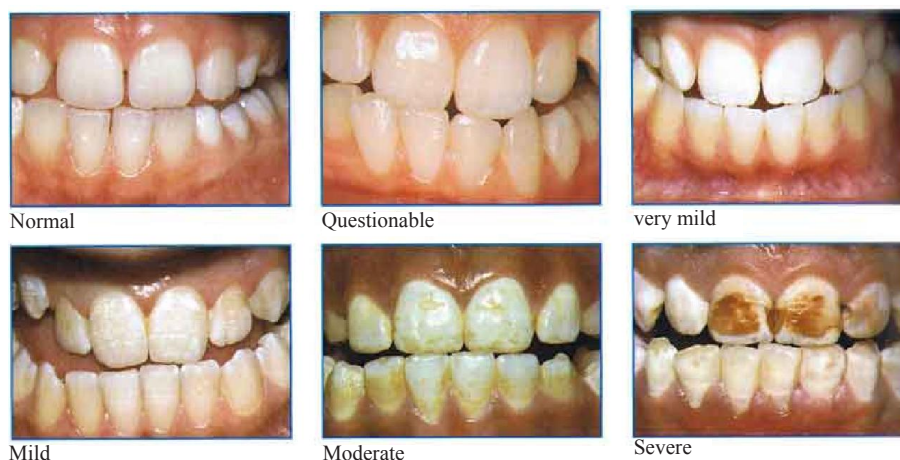 Normal
Questionable
very mild
Mild
Moderate
Severe